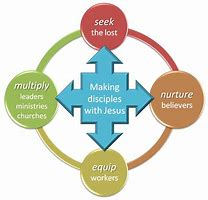 seek
the lost
multiply
leaders
ministries
churches
Making
disciples
with Jesus
nurture
believers
equip
workers